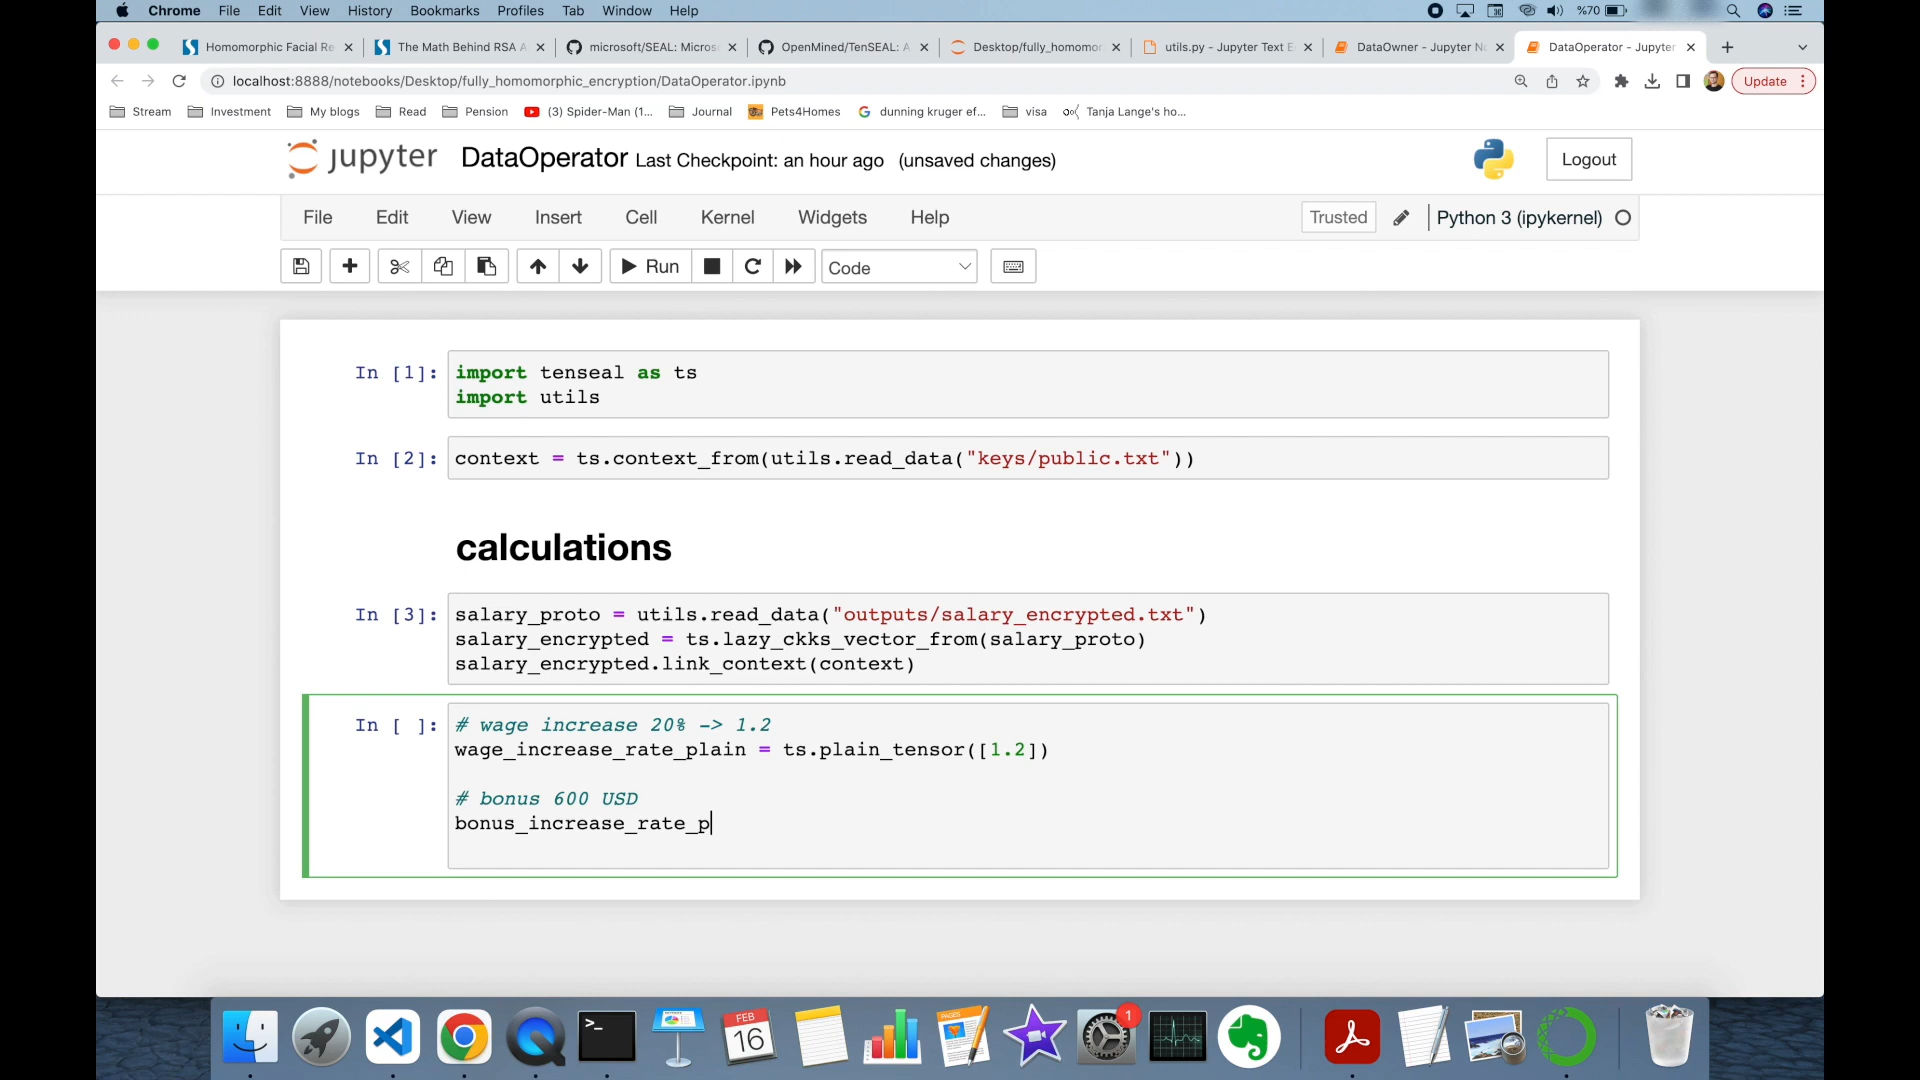 Chrome File Edit View History Bookmarks Profiles Tab Window Help %70
Homomorphic Facial Re
The Math Behind RSA A
microsoft/SEAL: Micros
OpenMined/TenSEAL: A
Desktop/fully_homomor
utils.py - Jupyter Text E
DataOwner - Jupyter N
DataOperator - Jupyter
localhost:8888/notebooks/Desktop/fully_homomorphic_encryption/DataOperator.ipynb Update
Stream Investment My blogs Read Pension (3) Spider-Man (1... Journal Pets4Homes dunning kruger ef... visa Tanja Lange's ho...
jupyter DataOperator Last Checkpoint: an hour ago (unsaved changes) Logout
File Edit View Insert Cell Kernel Widgets Help Trusted Python 3 (ipykernel)
Run Code
In [1]: import tenseal as ts
import utils
In [2]: context = ts.context_from(utils.read_data("keys/public.txt"))
calculations
In [3]: salary_proto = utils.read_data("outputs/salary_encrypted.txt")
salary_encrypted = ts.lazy_ckks_vector_from(salary_proto)
salary_encrypted.link_context(context)
In [ ]: # wage increase 20% -> 1.2
wage_increase_rate_plain = ts.plain_tensor([1.2])
# bonus 600 USD
bonus_increase_rate_p
FEB
16
PAGES
1